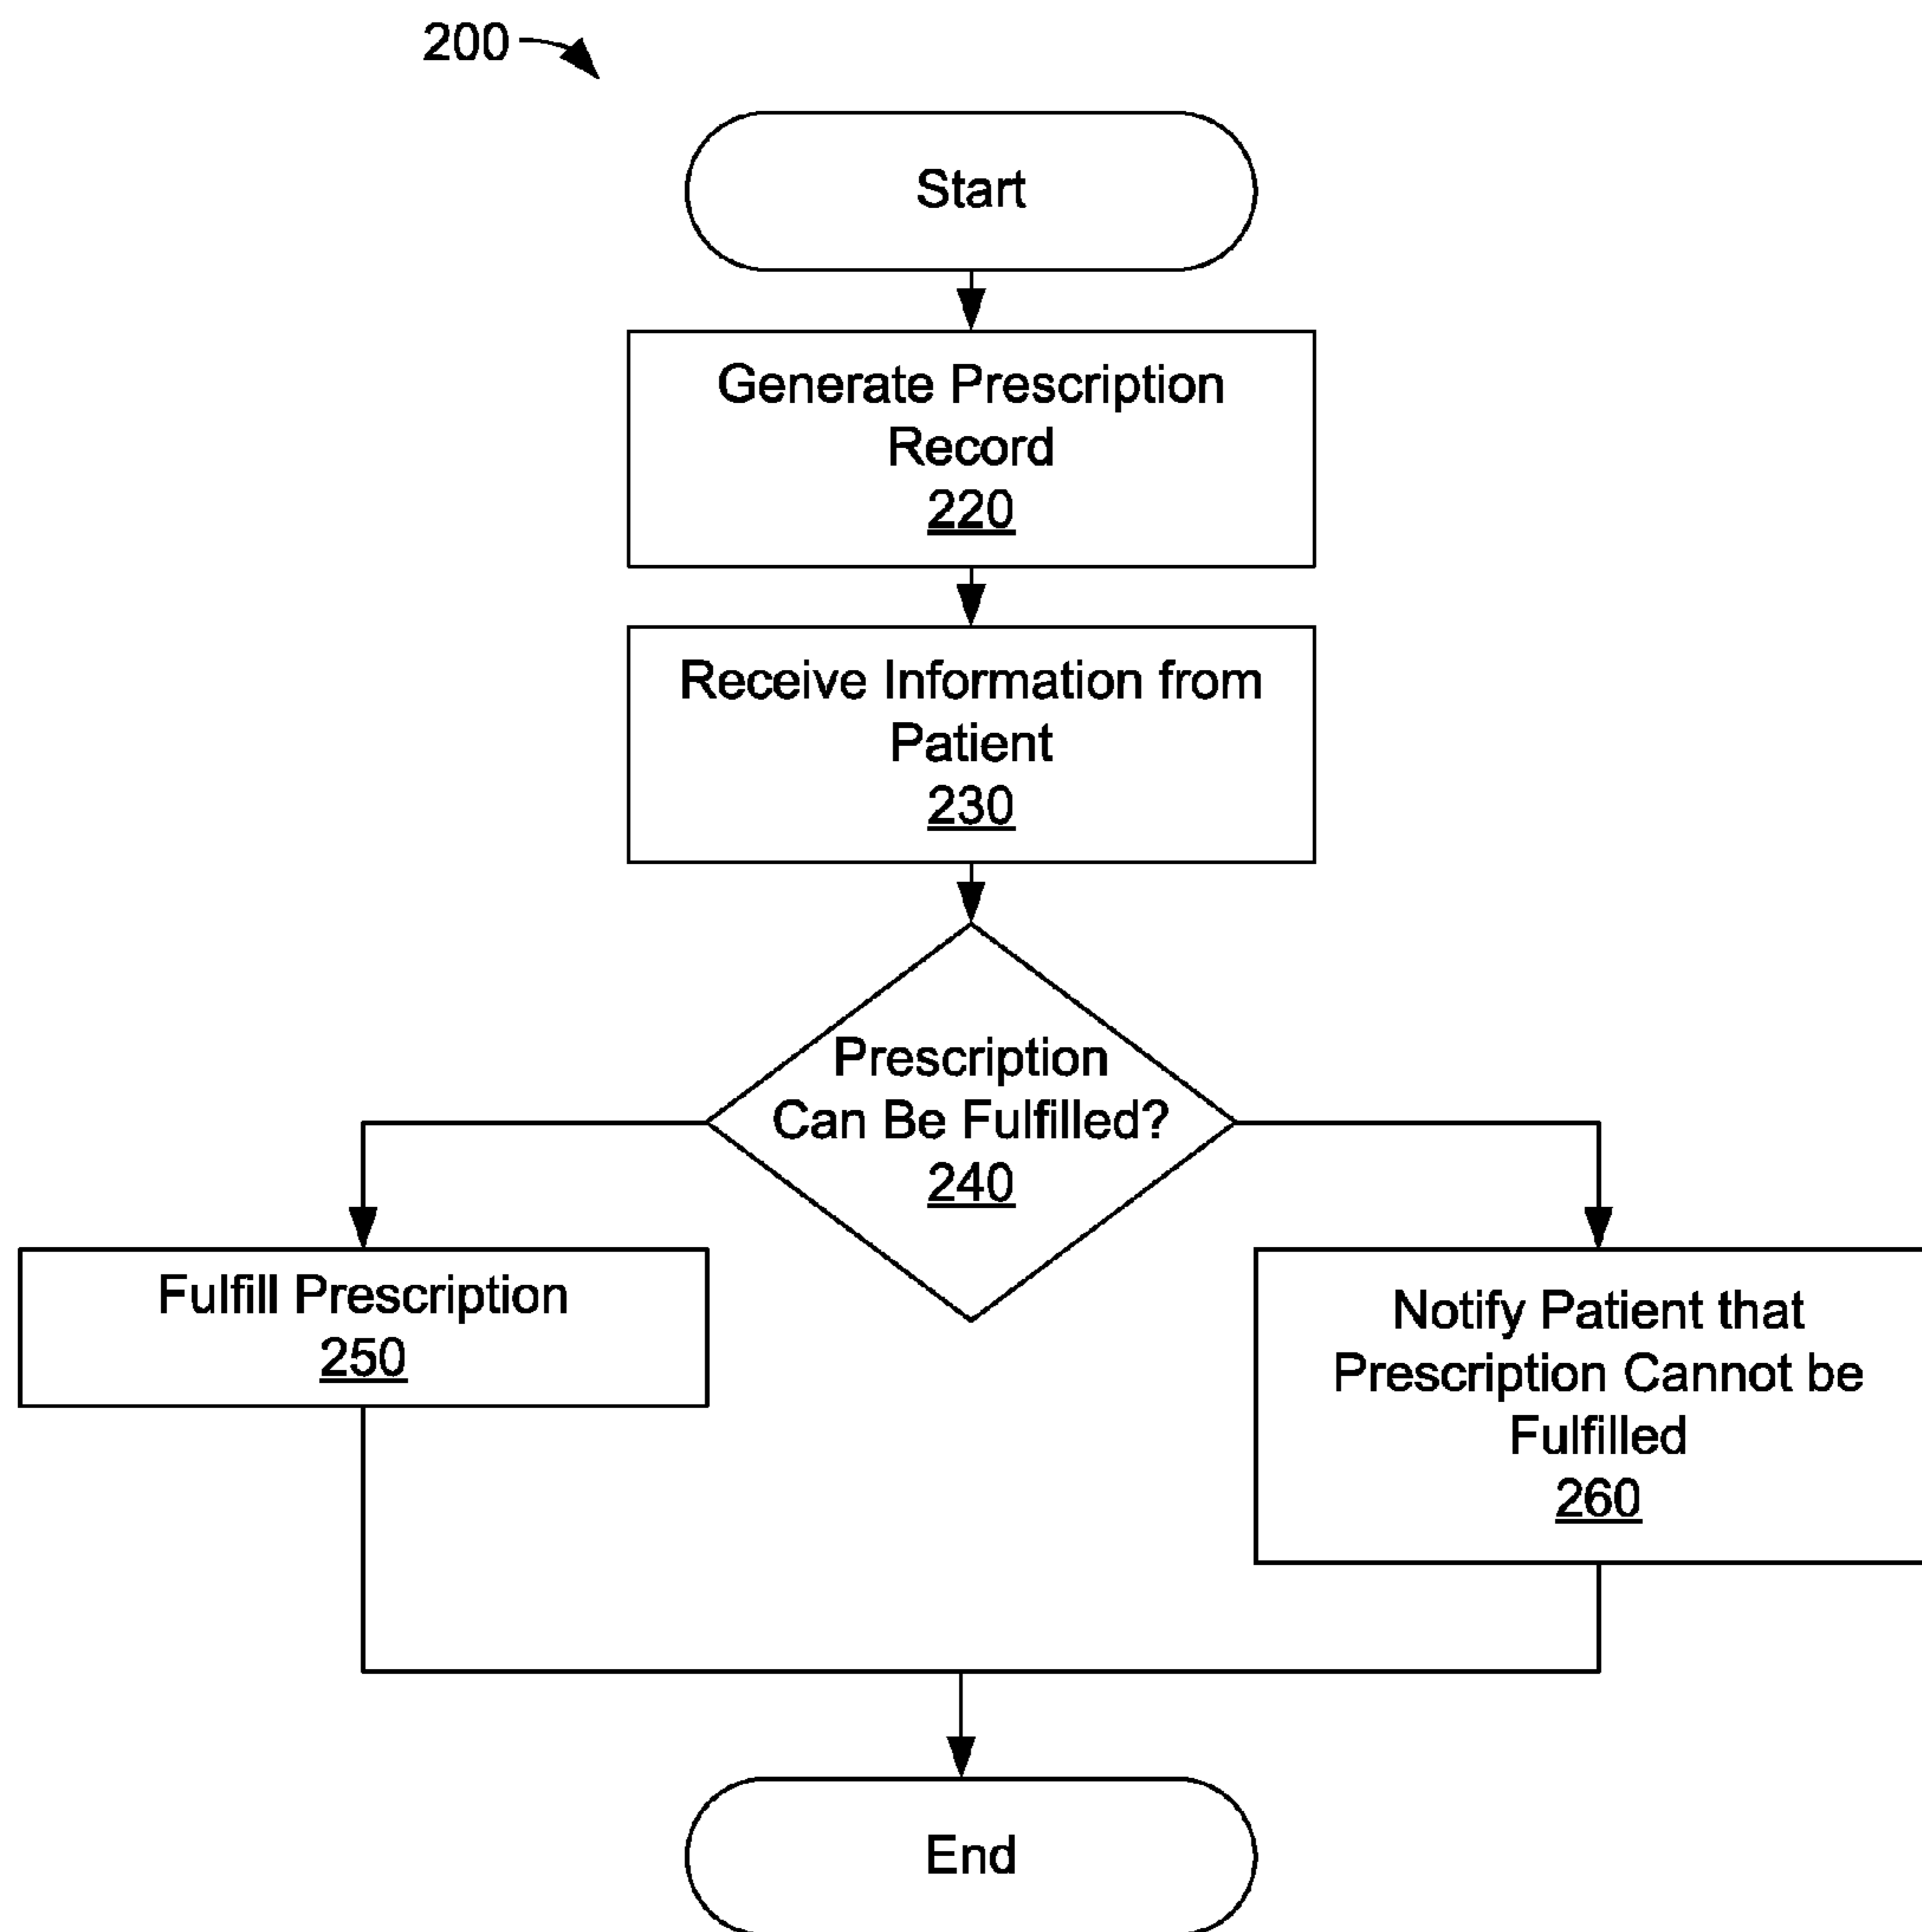 200
Start
Generate Prescription
Record
220
Receive Information from
Patient
230
Prescription
Can Be Fulfilled?
240
Fulfill Prescription
250
Notify Patient that
Prescription Cannot be
Fulfilled
260
End